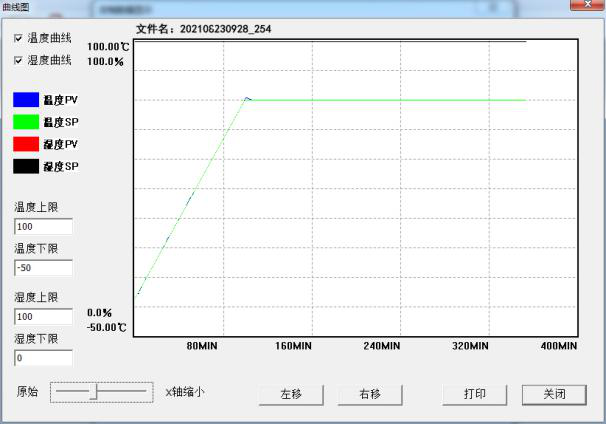 曲线图
文件名：202105230928_254
温度曲线
湿度曲线
100.00℃
100.0%
温度PV
温度SP
湿度PV
湿度SP
温度上限
100
温度下限
-50
湿度上限
100
湿度下限
0
0.0%
-50.00℃
80MIN 160MIN 240MIN 320MIN 400MIN
原始 X轴缩小 左移 右移 打印 关闭